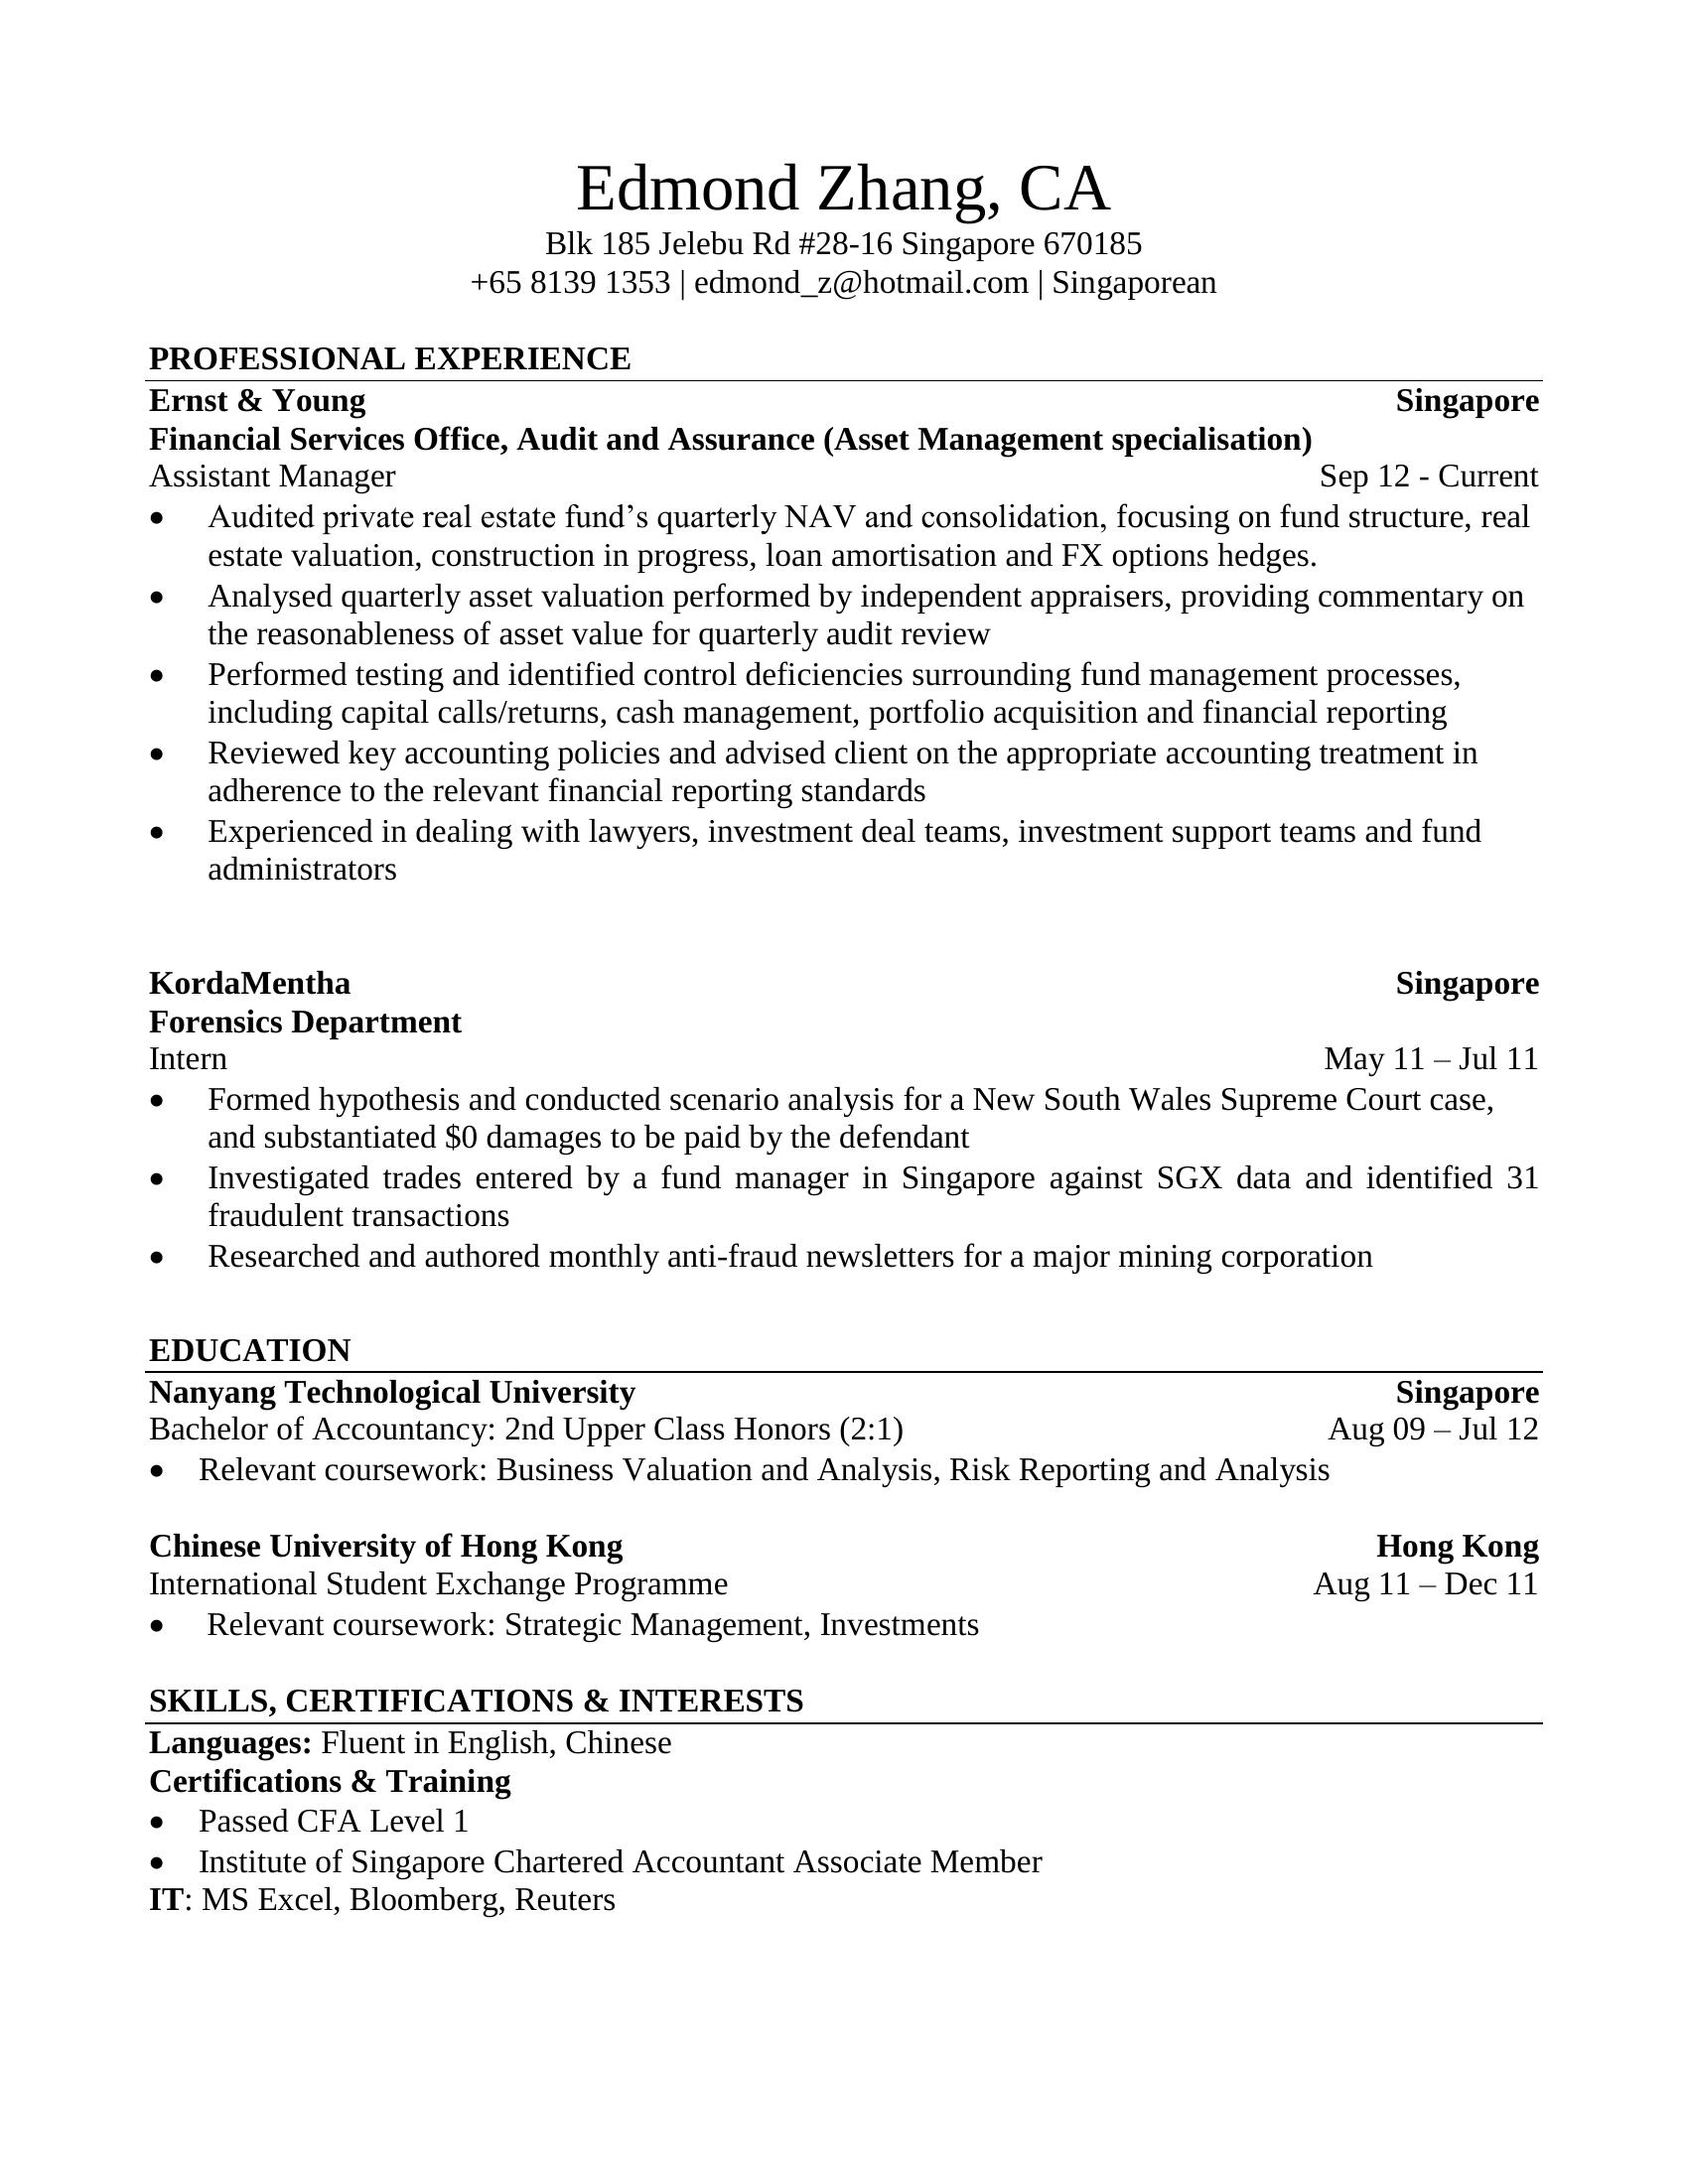 Edmond Zhang, CA
Blk 185 Jelebu Rd #28-16 Singapore 670185
+65 8139 1353 | edmond_z@hotmail.com | Singaporean
PROFESSIONAL EXPERIENCE
Ernst & Young Singapore
Financial Services Office, Audit and Assurance (Asset Management specialisation)
Assistant Manager Sep 12 - Current
• Audited private real estate fund’s quarterly NAV and consolidation, focusing on fund structure, real
estate valuation, construction in progress, loan amortisation and FX options hedges.
• Analysed quarterly asset valuation performed by independent appraisers, providing commentary on
the reasonableness of asset value for quarterly audit review
• Performed testing and identified control deficiencies surrounding fund management processes,
including capital calls/returns, cash management, portfolio acquisition and financial reporting
• Reviewed key accounting policies and advised client on the appropriate accounting treatment in
adherence to the relevant financial reporting standards
• Experienced in dealing with lawyers, investment deal teams, investment support teams and fund
administrators
KordaMentha Singapore
Forensics Department
Intern May 11 – Jul 11
• Formed hypothesis and conducted scenario analysis for a New South Wales Supreme Court case,
and substantiated $0 damages to be paid by the defendant
• Investigated trades entered by a fund manager in Singapore against SGX data and identified 31
fraudulent transactions
• Researched and authored monthly anti-fraud newsletters for a major mining corporation
EDUCATION
Nanyang Technological University Singapore
Bachelor of Accountancy: 2nd Upper Class Honors (2:1) Aug 09 – Jul 12
• Relevant coursework: Business Valuation and Analysis, Risk Reporting and Analysis
Chinese University of Hong Kong Hong Kong
International Student Exchange Programme Aug 11 – Dec 11
• Relevant coursework: Strategic Management, Investments
SKILLS, CERTIFICATIONS & INTERESTS
Languages: Fluent in English, Chinese
Certifications & Training
• Passed CFA Level 1
• Institute of Singapore Chartered Accountant Associate Member
IT: MS Excel, Bloomberg, Reuters